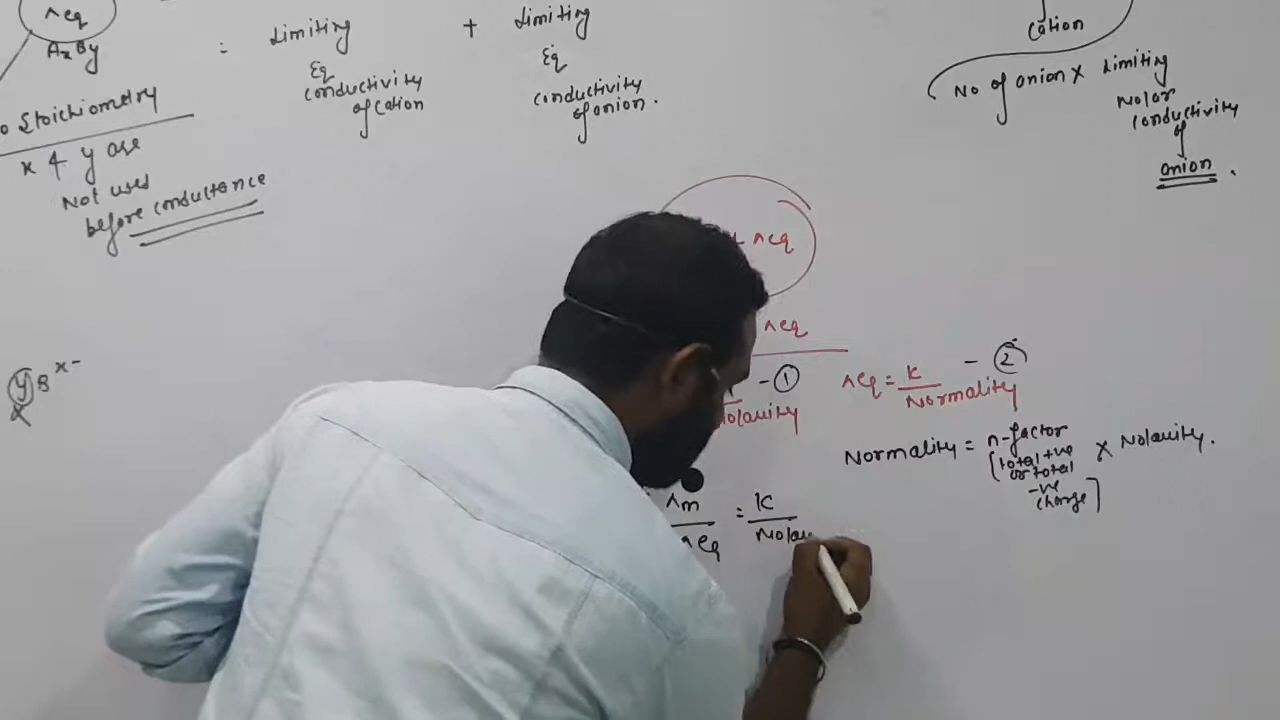 Λeq
AxBy
= Limiting Eq conductivity of cation + Limiting Eq conductivity of anion.
Stoichiometry
x & y are
Not used
before conductance
cation
No of anion × Limiting
Molar
conductivity
of
anion.
Λeq
Λeq
- ①
Molarity
Λeq = K / Normality - ②
Normality = n-factor × Molarity.
[total +ve
or total
-ve
charge]
Λm / Λeq = K / Mola
y B x-